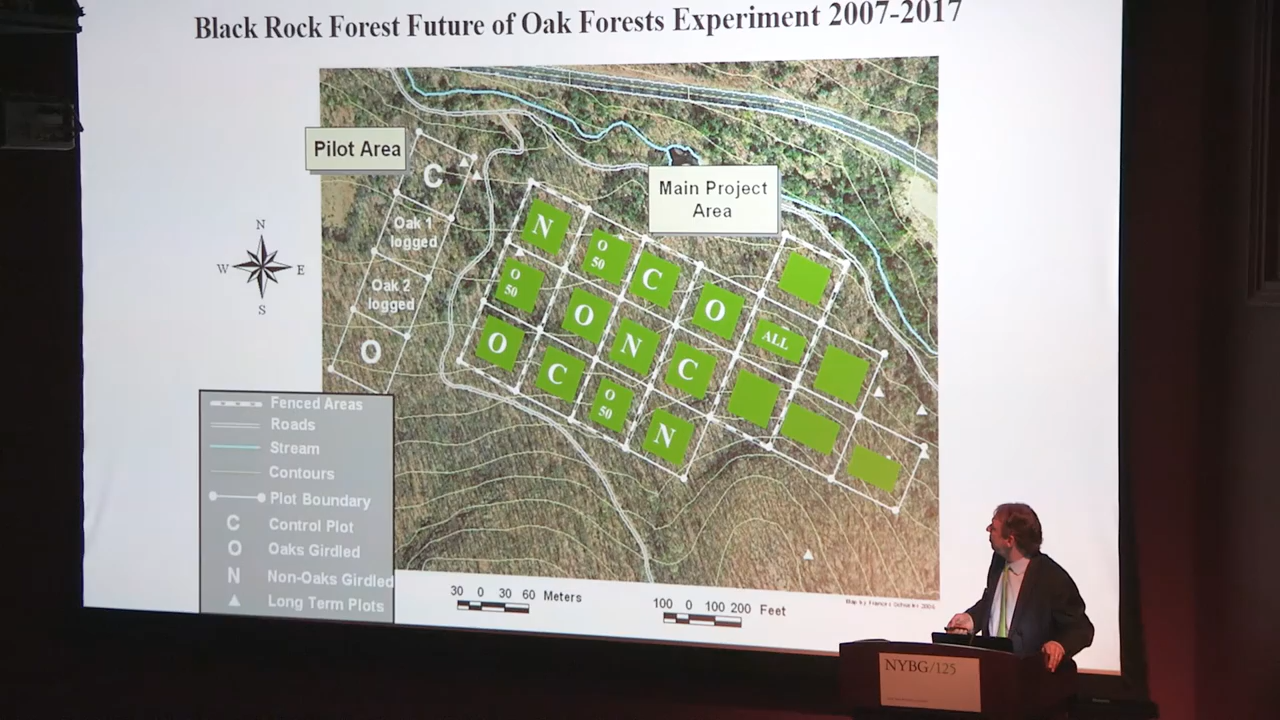 Black Rock Forest Future of Oak Forests Experiment 2007-2017
Pilot Area
Main Project
Area
C
Oak 1
logged
Oak 2
logged
O
N
O
50
C
O
ALL
O
50
O
N
C
O
C
O
50
N
N
W
E
S
Fenced Areas
Roads
Stream
Contours
Plot Boundary
C Control Plot
O Oaks Girdled
N Non-Oaks Girdled
Long Term Plots
30 0 30 60 Meters
100 0 100 200 Feet
NYBG/125